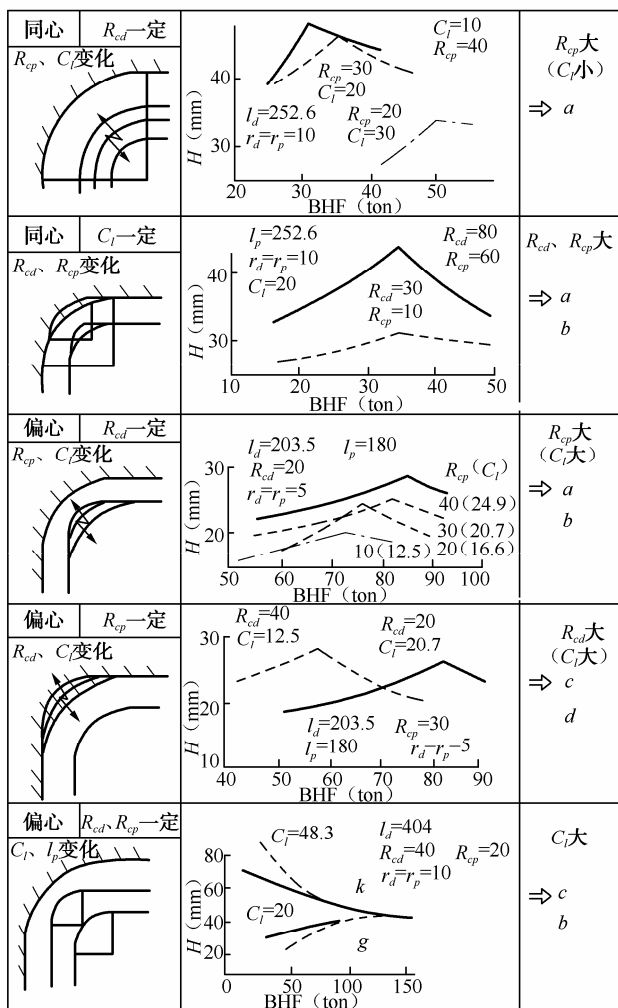 同心 R_cd一定
R_cp、C_l变化
H(mm)
40
30
20 30 40 50
BHF(ton)
C_l=10
R_cp=40
R_cp=30
C_l=20
l_d=252.6
r_d=r_p=10
R_cp=20
C_l=30
R_cp大
(C_l小)
⇒ a
同心 C_l一定
R_cd、R_cp变化
H(mm)
40
30
10 20 30 40 50
BHF(ton)
l_p=252.6
r_d=r_p=10
C_l=20
R_cd=80
R_cp=60
R_cd=30
R_cp=10
R_cd、R_cp大
⇒ a
b
偏心 R_cd一定
R_cp、C_l变化
H(mm)
30
20
50 60 70 80 90 100
BHF(ton)
l_d=203.5 l_p=180
R_cd=20
r_d=r_p=5
R_cp(C_l)
40(24.9)
30(20.7)
10(12.5) 20(16.6)
R_cp大
(C_l大)
⇒ a
b
偏心 R_cp一定
R_cd、C_l变化
H(mm)
30
20
10
40 50 60 70 80 90
BHF(ton)
R_cd=40
C_l=12.5
R_cd=20
C_l=20.7
l_d=203.5 R_cp=30
l_p=180 r_d-r_p-5
R_cd大
(C_l大)
⇒ c
d
偏心 R_cd、R_cp一定
C_l、l_p变化
H(mm)
80
60
40
20
0 50 100 150
BHF(ton)
C_l=48.3
l_d=404
R_cd=40 R_cp=20
r_d=r_p=10
k
C_l=20
g
C_l大
⇒ c
b